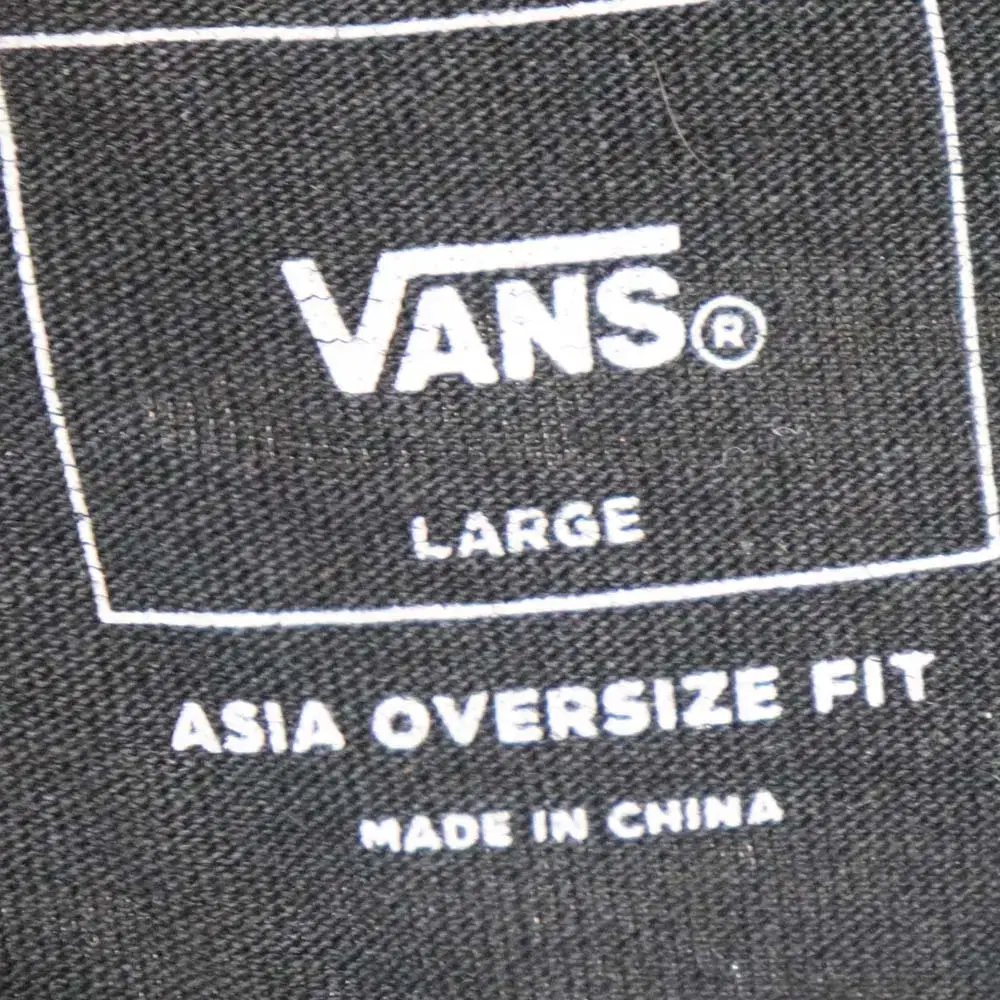 VANS®
LARGE
ASIA OVERSIZE FIT
MADE IN CHINA